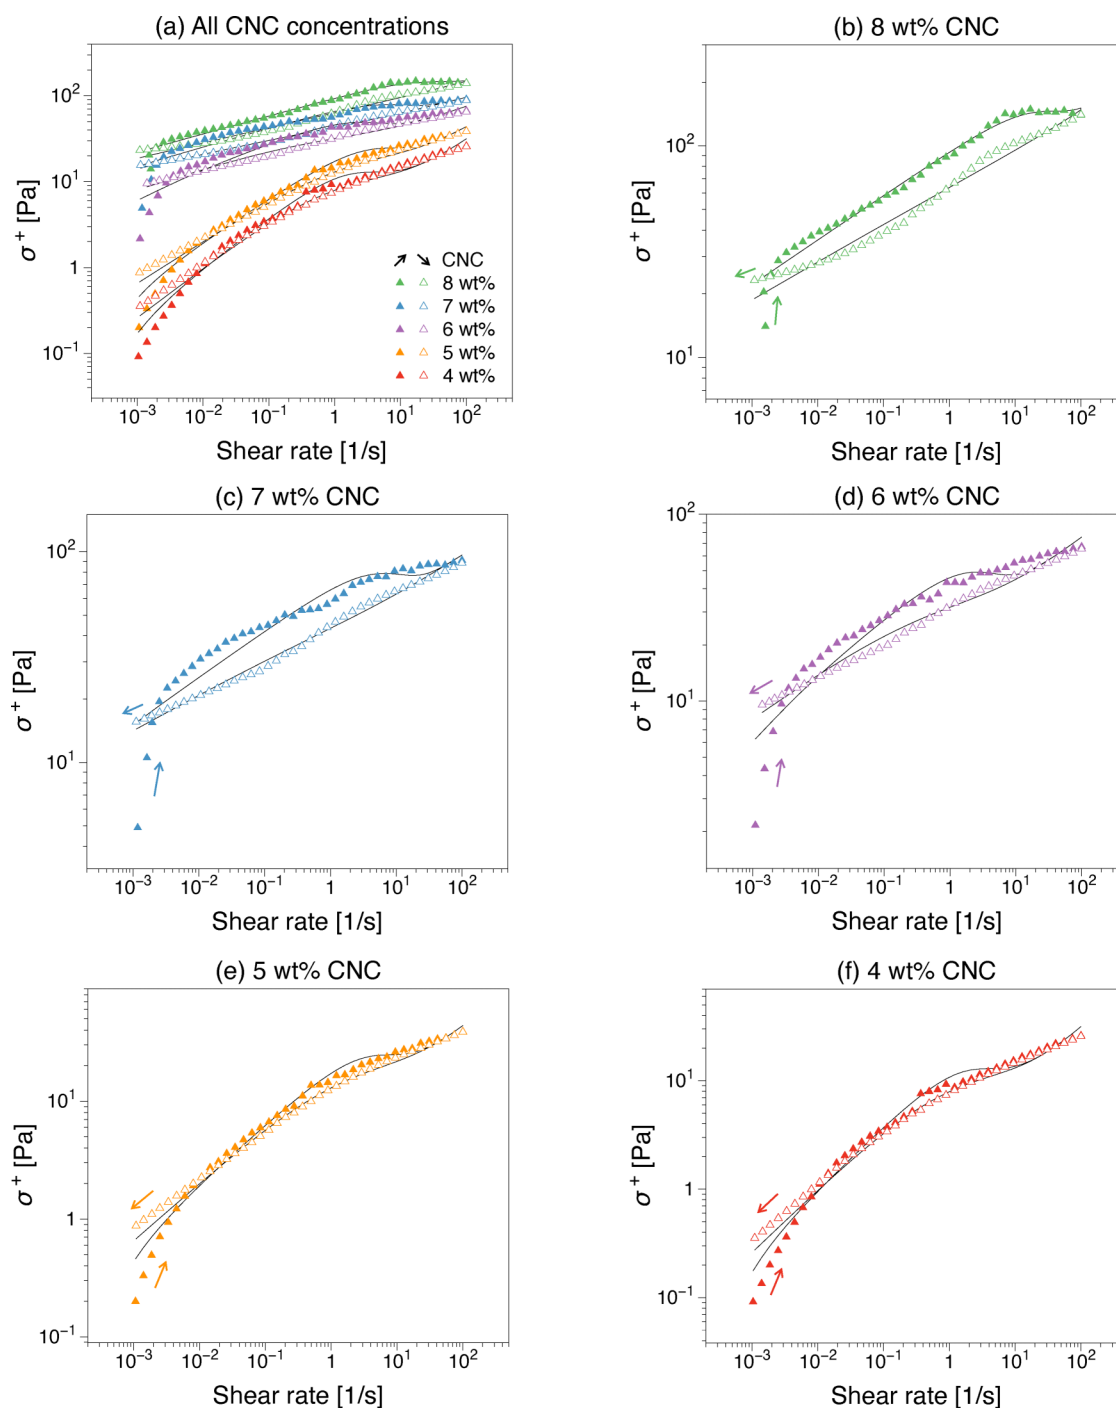 (a) All CNC concentrations
σ⁺ [Pa]
10²
10¹
1
10⁻¹
CNC
8 wt%
7 wt%
6 wt%
5 wt%
4 wt%
10⁻³ 10⁻² 10⁻¹ 1 10¹ 10²
Shear rate [1/s]
(b) 8 wt% CNC
σ⁺ [Pa]
10²
10¹
10⁻³ 10⁻² 10⁻¹ 1 10¹ 10²
Shear rate [1/s]
(c) 7 wt% CNC
σ⁺ [Pa]
10²
10¹
10⁻³ 10⁻² 10⁻¹ 1 10¹ 10²
Shear rate [1/s]
(d) 6 wt% CNC
σ⁺ [Pa]
10²
10¹
10⁻³ 10⁻² 10⁻¹ 1 10¹ 10²
Shear rate [1/s]
(e) 5 wt% CNC
σ⁺ [Pa]
10¹
1
10⁻¹
10⁻³ 10⁻² 10⁻¹ 1 10¹ 10²
Shear rate [1/s]
(f) 4 wt% CNC
σ⁺ [Pa]
10¹
1
10⁻¹
10⁻³ 10⁻² 10⁻¹ 1 10¹ 10²
Shear rate [1/s]